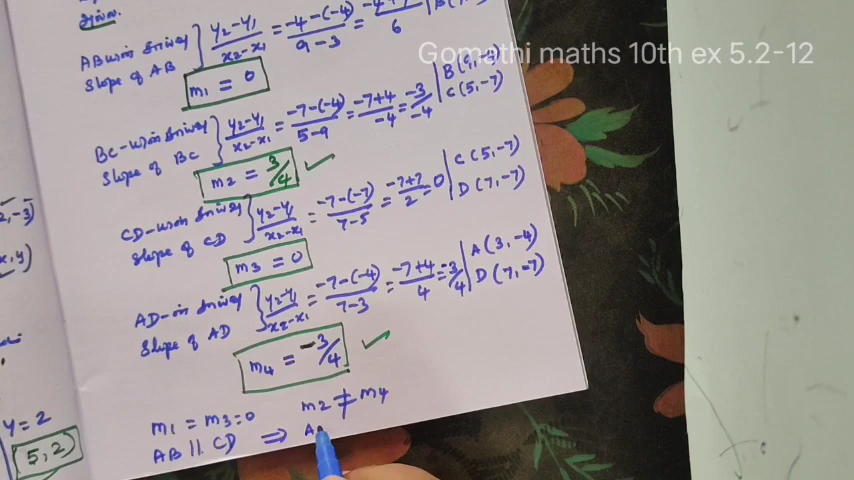 Gomathi maths 10th ex 5.2-12
AB-யின் சாய்வு
Slope of AB } y2-y1/x2-x1 = -4-(-4)/9-3 = -4+4/6
m1 = 0
BC-யின் சாய்வு
Slope of BC } y2-y1/x2-x1 = -7-(-4)/5-9 = -7+4/-4 = -3/-4 | B(9,-4) C(5,-7)
m2 = 3/4 ✓
CD-யின் சாய்வு
Slope of CD } y2-y1/x2-x1 = -7-(-7)/7-5 = -7+7/2 = 0 | C(5,-7) D(7,-7)
m3 = 0
AD-ன் சாய்வு
Slope of AD } y2-y1/x2-x1 = -7-(-4)/7-3 = -7+4/4 = -3/4 | A(3,-4) D(7,-7)
m4 = -3/4 ✓
m1 = m3 = 0 m2 ≠ m4
AB || CD ⇒
2,-3)
x,y)
y = 2
(5,2)